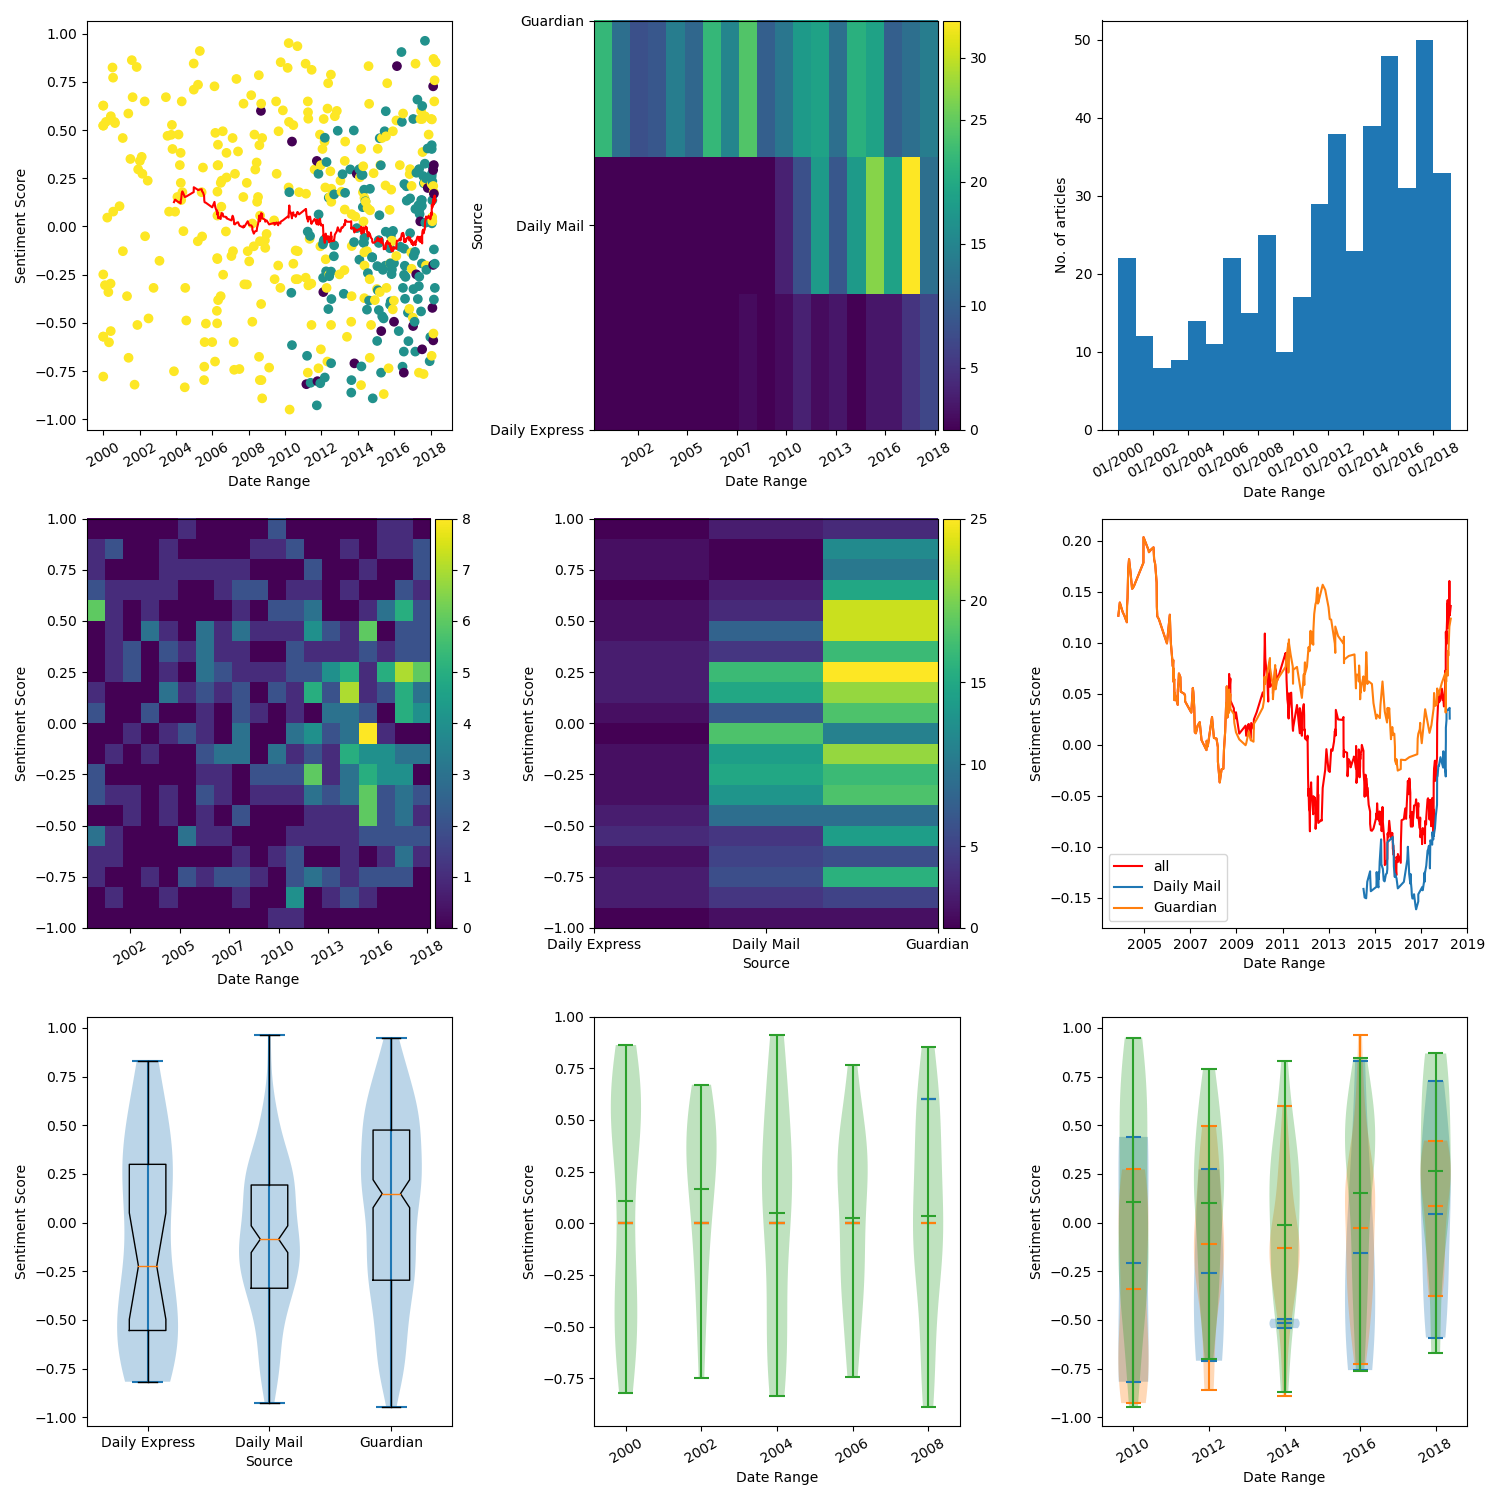 1.00
0.75
0.50
0.25
0.00
−0.25
−0.50
−0.75
−1.00
Sentiment Score
2000 2002 2004 2006 2008 2010 2012 2014 2016 2018
Date Range
Guardian
Daily Mail
Daily Express
Source
2002 2005 2007 2010 2013 2016 2018
Date Range
30
25
20
15
10
5
0
50
40
30
20
10
0
No. of articles
01/2000 01/2002 01/2004 01/2006 01/2008 01/2010 01/2012 01/2014 01/2016 01/2018
Date Range
1.00
0.75
0.50
0.25
0.00
−0.25
−0.50
−0.75
−1.00
Sentiment Score
2002 2005 2007 2010 2013 2016 2018
Date Range
8
7
6
5
4
3
2
1
0
1.00
0.75
0.50
0.25
0.00
−0.25
−0.50
−0.75
−1.00
Sentiment Score
Daily Express Daily Mail Guardian
Source
25
20
15
10
5
0
0.20
0.15
0.10
0.05
0.00
−0.05
−0.10
−0.15
Sentiment Score
all
Daily Mail
Guardian
2005 2007 2009 2011 2013 2015 2017 2019
Date Range
1.00
0.75
0.50
0.25
0.00
−0.25
−0.50
−0.75
−1.00
Sentiment Score
Daily Express Daily Mail Guardian
Source
1.00
0.75
0.50
0.25
0.00
−0.25
−0.50
−0.75
Sentiment Score
2000 2002 2004 2006 2008
Date Range
1.00
0.75
0.50
0.25
0.00
−0.25
−0.50
−0.75
−1.00
Sentiment Score
2010 2012 2014 2016 2018
Date Range